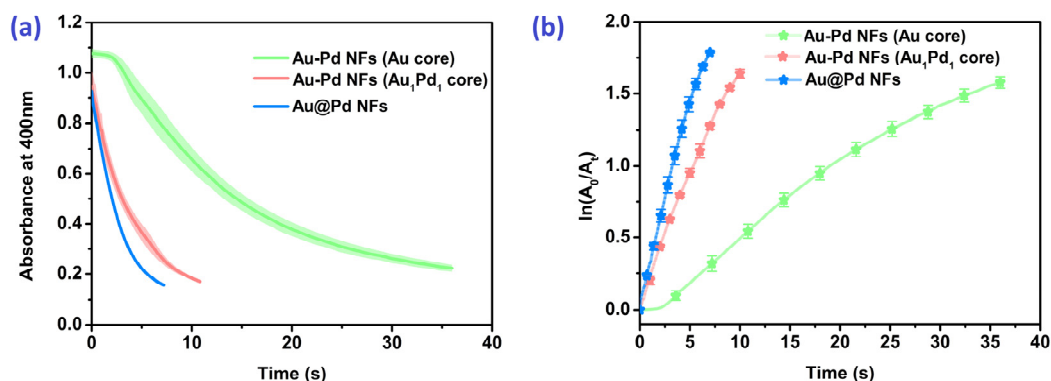 (a)
1.2
1.0
0.8
0.6
0.4
0.2
0.0
Absorbance at 400nm
Au-Pd NFs (Au core)
Au-Pd NFs (Au₁Pd₁ core)
Au@Pd NFs
0 10 20 30 40
Time (s)
(b)
2.0
1.5
1.0
0.5
0.0
ln(A₀/Aₜ)
Au-Pd NFs (Au core)
Au-Pd NFs (Au₁Pd₁ core)
Au@Pd NFs
0 5 10 15 20 25 30 35 40
Time (s)